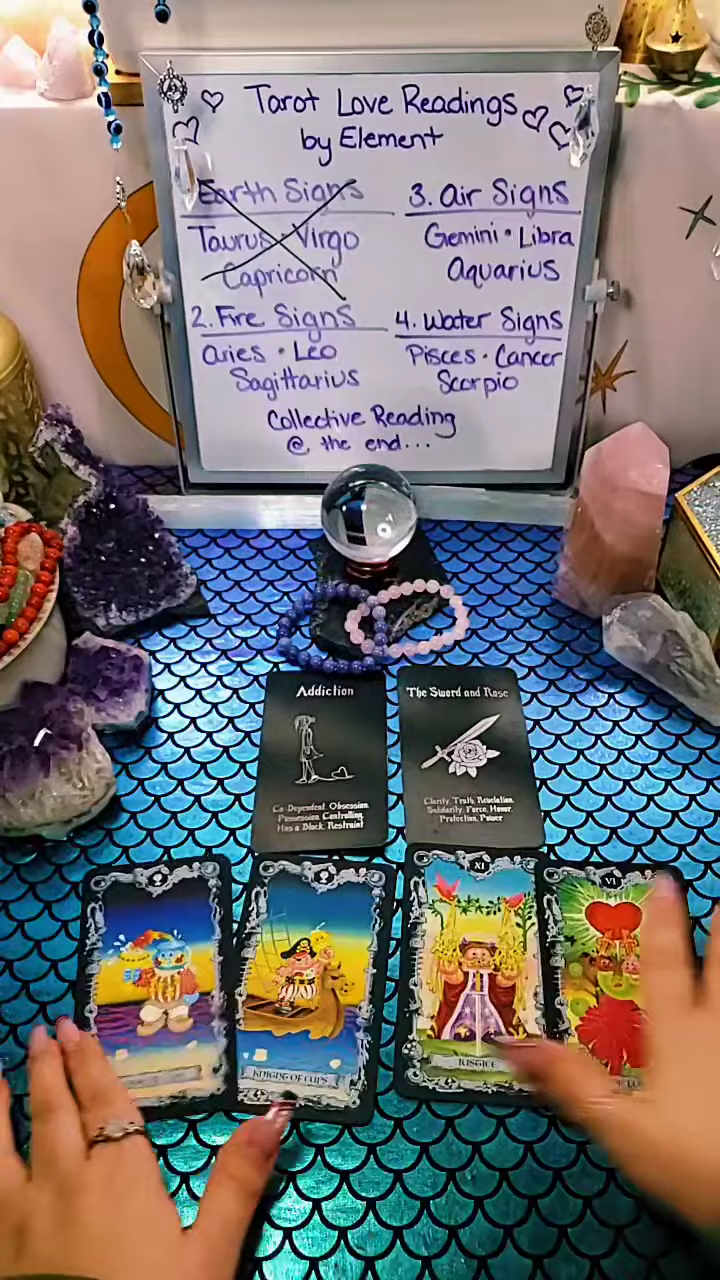 Tarot Love Readings
by Element
Earth Signs
Taurus · Virgo
Capricorn
2. Fire Signs
Aries · Leo
Sagittarius
3. Air Signs
Gemini · Libra
Aquarius
4. Water Signs
Pisces · Cancer
Scorpio
Collective Reading
@ the end...
Addiction
Co Dependent, Obsession
Possession Controlling,
Has a Block, Restraint
The Sword and Rose
Clarity, Truth, Revelation,
Solidarity, Force, Honor
Protection, Power
KNIGHT OF CUPS
XI
JUSTICE
VI